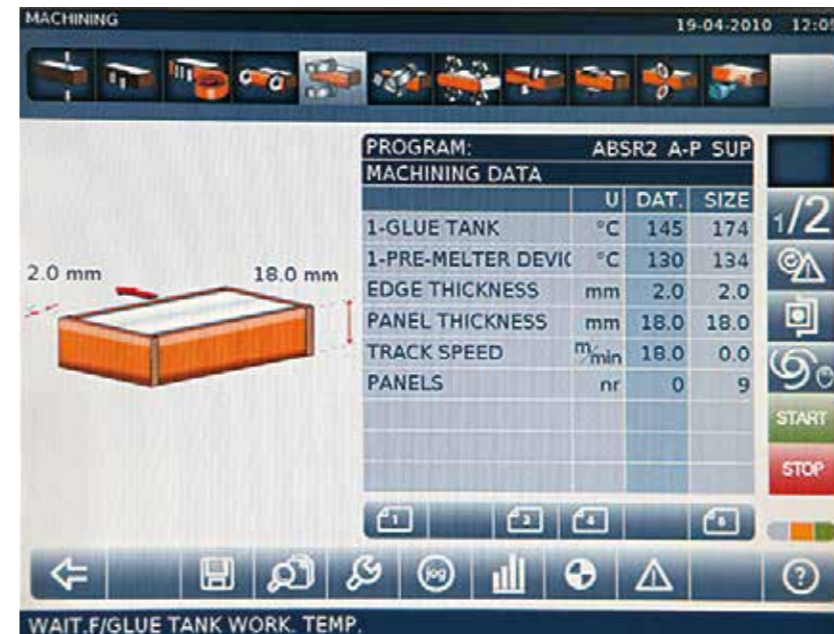 MACHINING 19-04-2010 12:09
PROGRAM: ABSR2 A-P SUP
MACHINING DATA
U DAT. SIZE
1-GLUE TANK °C 145 174
1-PRE-MELTER DEVI °C 130 134
EDGE THICKNESS mm 2.0 2.0
PANEL THICKNESS mm 18.0 18.0
TRACK SPEED m/min 18.0 0.0
PANELS nr 0 9
2.0 mm 18.0 mm
1/2
START
STOP
1 3 4 6
jog
?
WAIT.F/GLUE TANK WORK. TEMP.